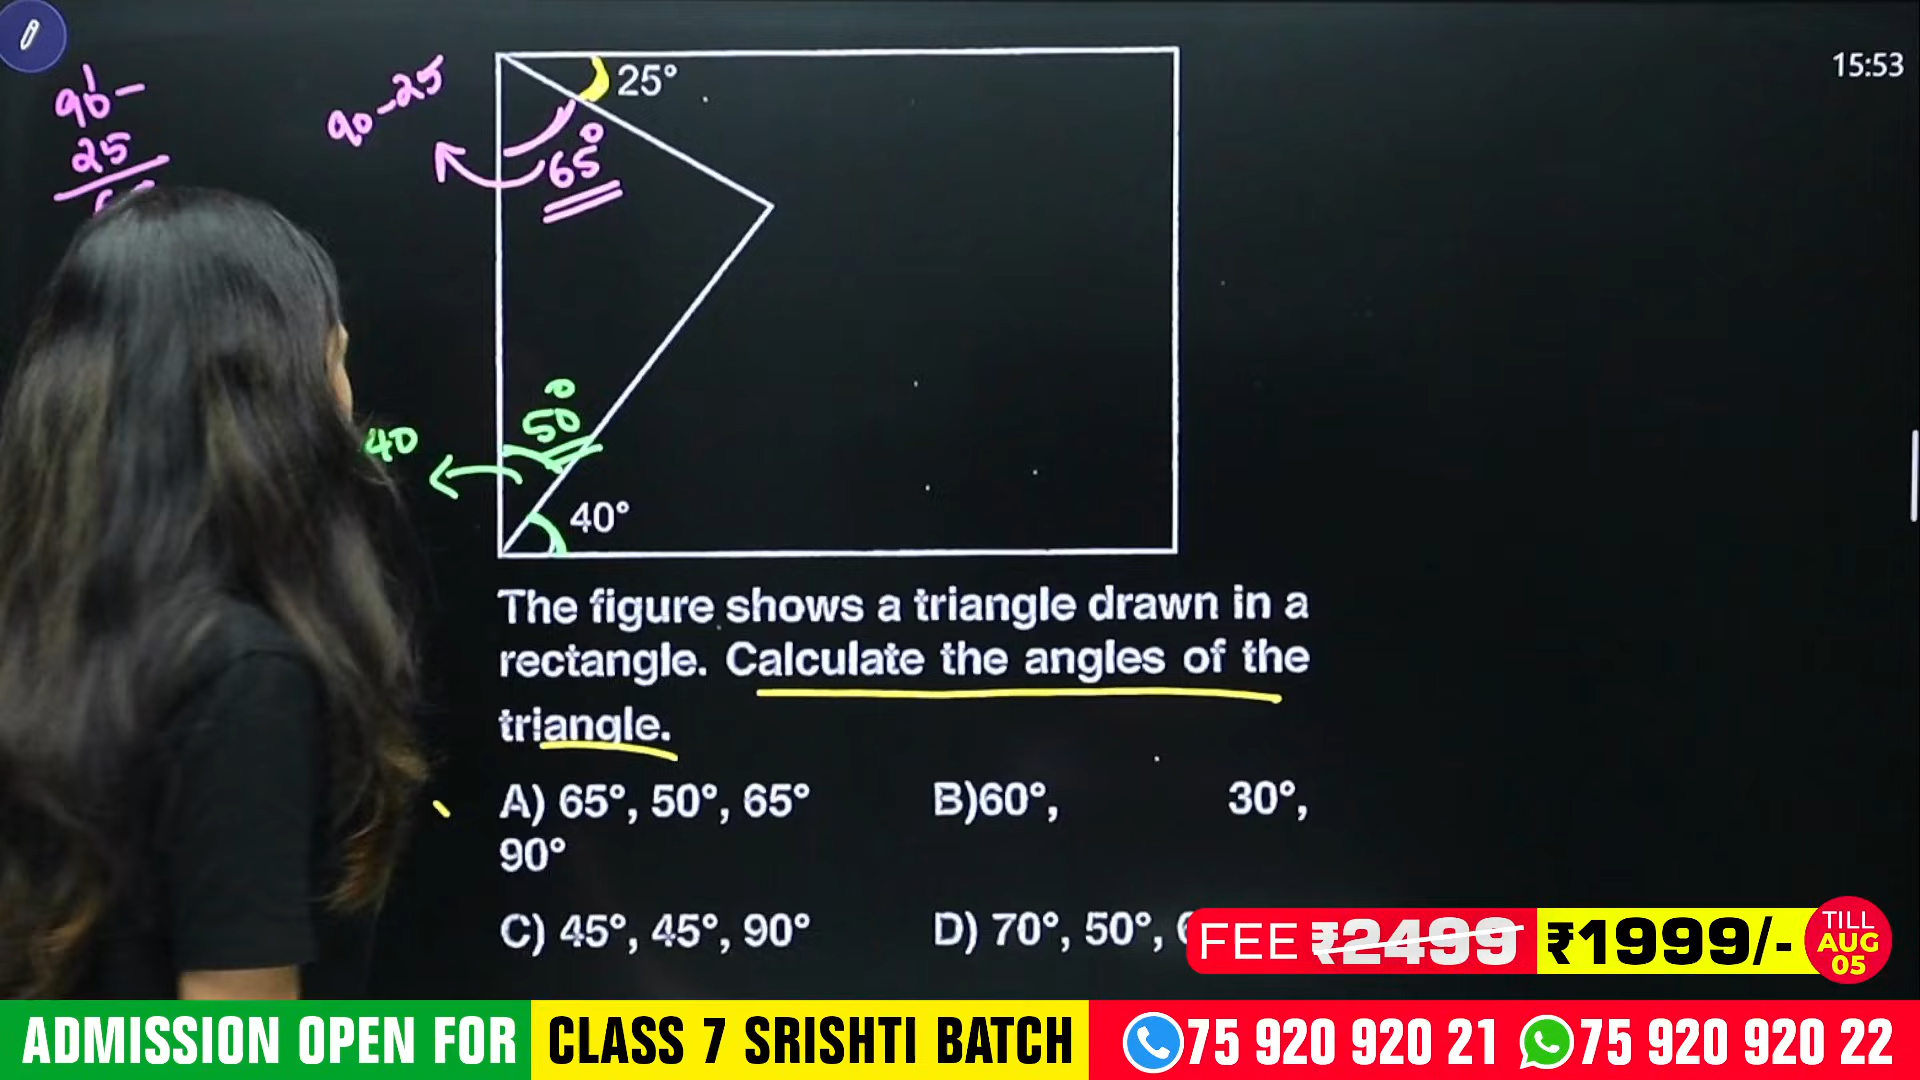 15:53
90-
25
90-25
25°
65°
50°
40
40°
The figure shows a triangle drawn in a
rectangle. Calculate the angles of the
triangle.
A) 65°, 50°, 65° B)60°, 30°,
90°
C) 45°, 45°, 90° D) 70°, 50°,
FEE ₹2499 ₹1999/-
TILL
AUG
05
ADMISSION OPEN FOR CLASS 7 SRISHTI BATCH 75 920 920 21 75 920 920 22